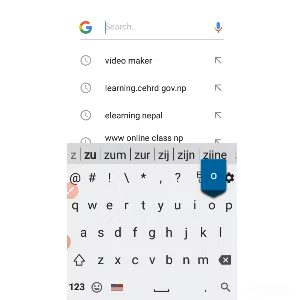 Search..
video maker
learning.cehrd gov.np
elearning nepal
www online class np
z zu zum zur zij zijn zijne
@ # ! \ * , ?
o
q w e r t y u i o p
a s d f g h j k l
z x c v b n m
123 .